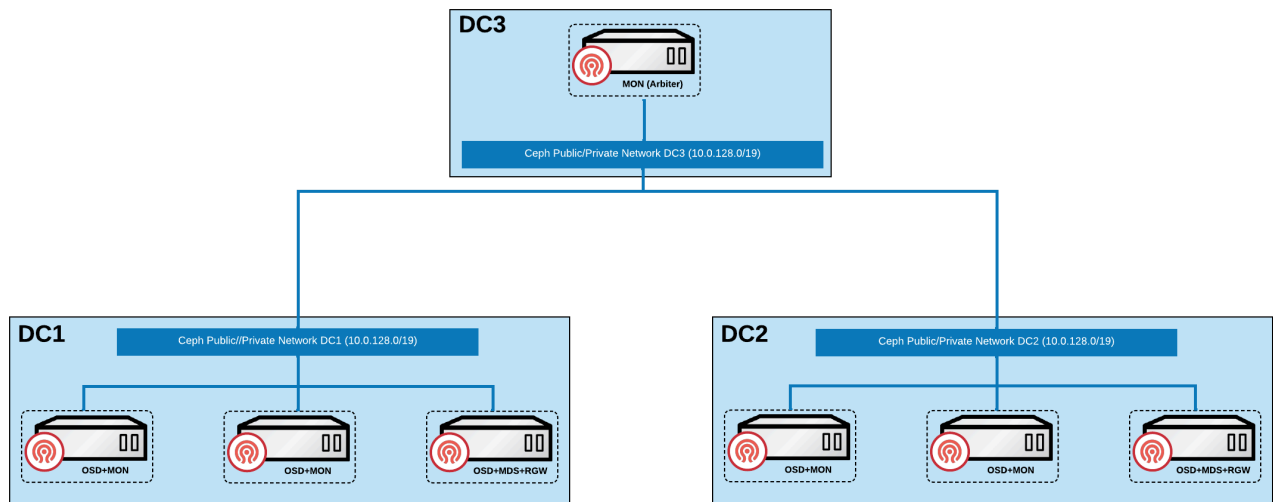 DC3
MON (Arbiter)
Ceph Public/Private Network DC3 (10.0.128.0/19)
DC1
Ceph Public//Private Network DC1 (10.0.128.0/19)
OSD+MON
OSD+MON
OSD+MDS+RGW
DC2
Ceph Public/Private Network DC2 (10.0.128.0/19)
OSD+MON
OSD+MON
OSD+MDS+RGW